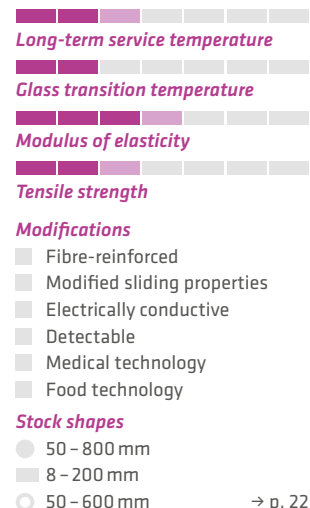 Long-term service temperature
Glass transition temperature
Modulus of elasticity
Tensile strength
Modifications
Fibre-reinforced
Modified sliding properties
Electrically conductive
Detectable
Medical technology
Food technology
Stock shapes
50 – 800 mm
8 – 200 mm
50 – 600 mm → p. 22